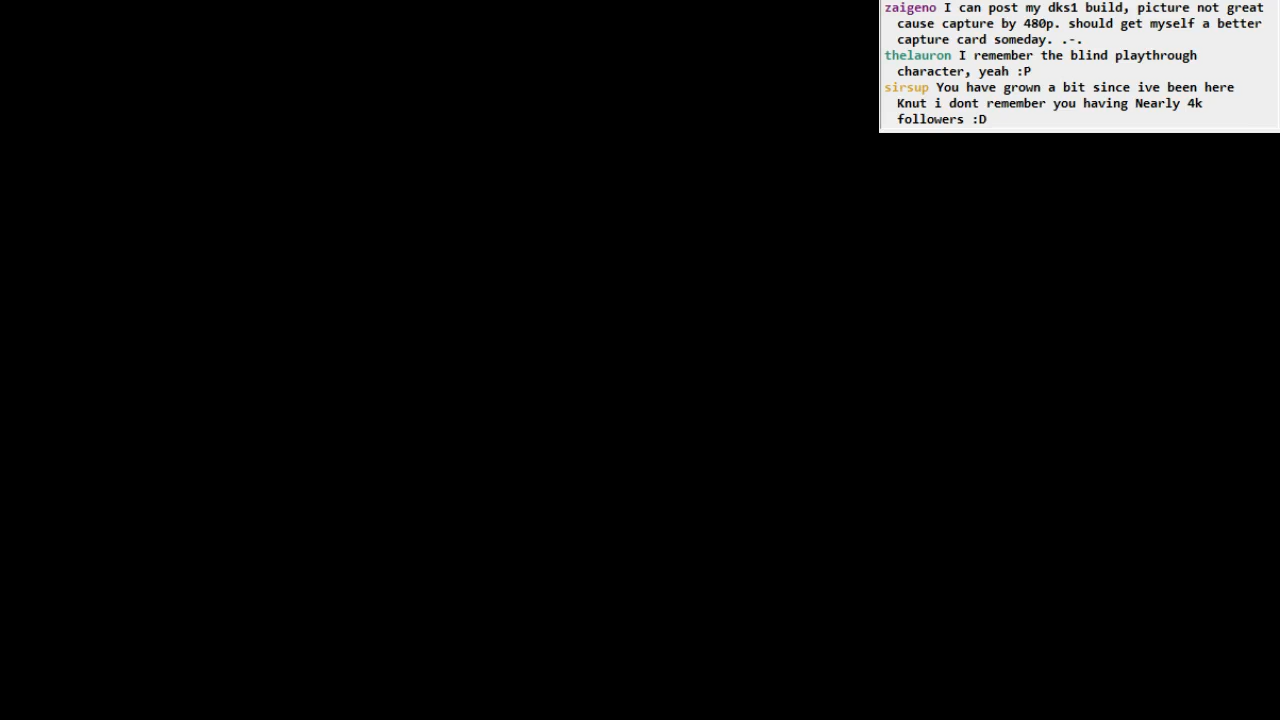 zaigeno I can post my dks1 build, picture not great
cause capture by 480p. should get myself a better
capture card someday. .-.
thelauron I remember the blind playthrough
character, yeah :P
sirsup You have grown a bit since ive been here
Knut i dont remember you having Nearly 4k
followers :D